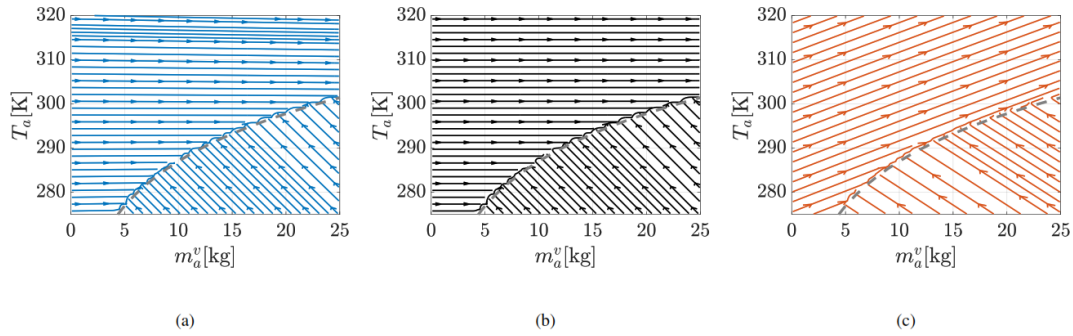 320 320 320
310 310 310
T_a[K] T_a[K] T_a[K]
300 300 300
290 290 290
280 280 280
0 5 10 15 20 25 0 5 10 15 20 25 0 5 10 15 20 25
m_a^v[kg] m_a^v[kg] m_a^v[kg]
(a) (b) (c)